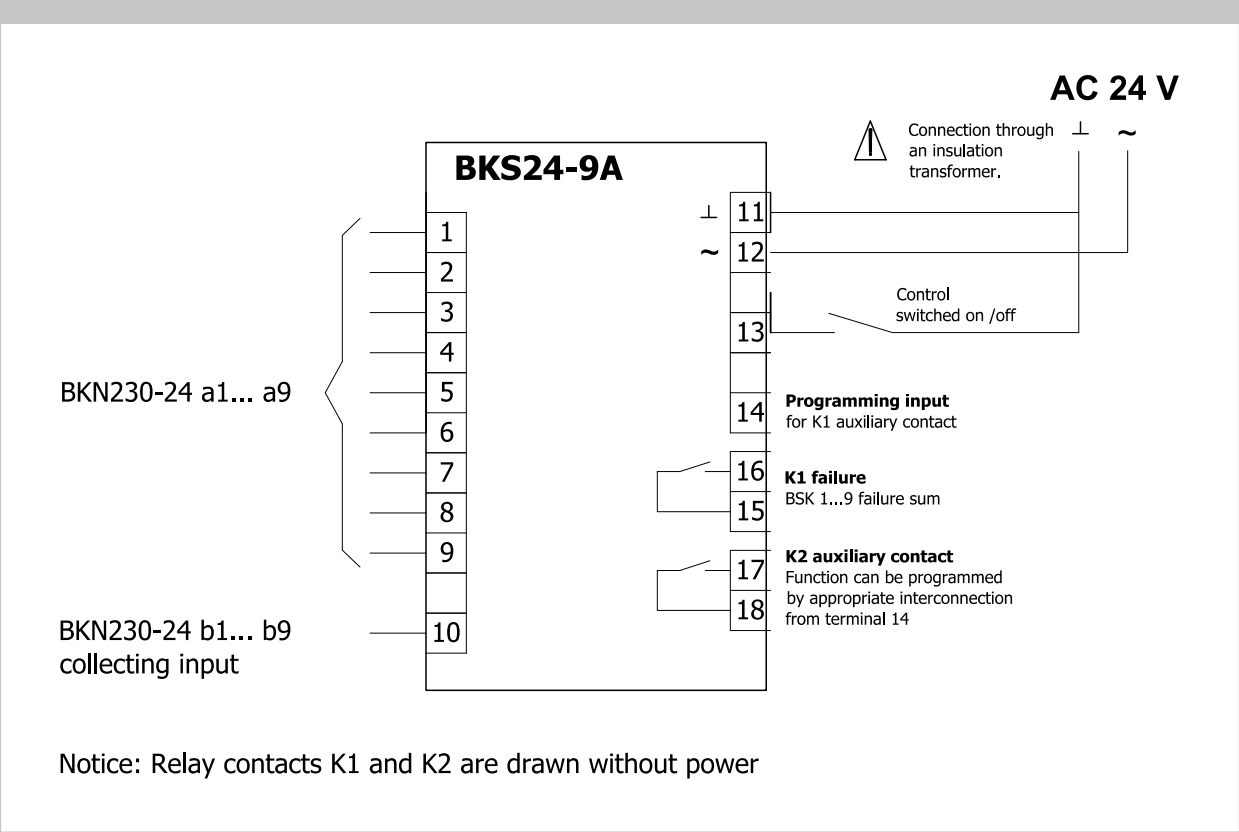 AC 24 V
Connection through
an insulation
transformer.
⊥ ~
BKS24-9A
1
2
3
4
5
6
7
8
9
10
⊥ 11
~ 12
13
14
16
15
17
18
Control
switched on /off
Programming input
for K1 auxiliary contact
K1 failure
BSK 1...9 failure sum
K2 auxiliary contact
Function can be programmed
by appropriate interconnection
from terminal 14
BKN230-24 a1... a9
BKN230-24 b1... b9
collecting input
Notice: Relay contacts K1 and K2 are drawn without power